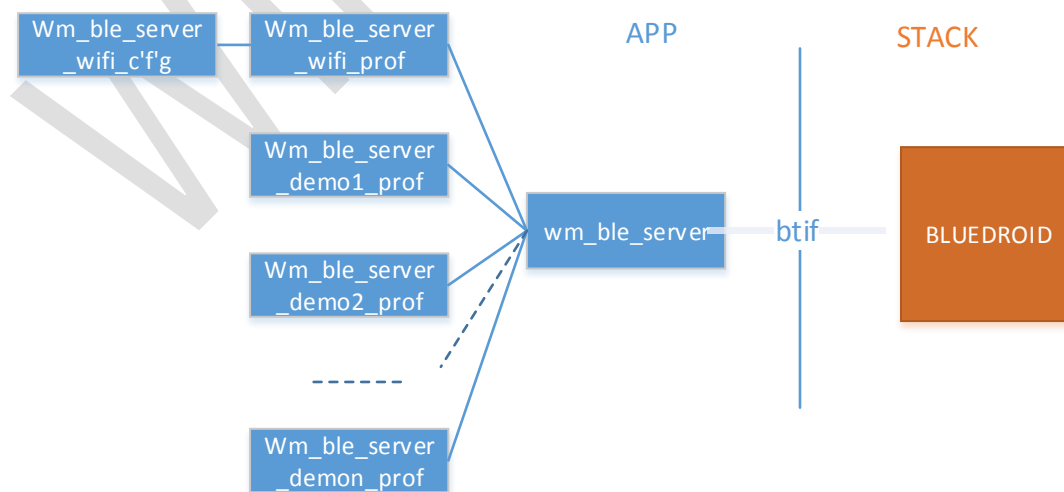 Wm_ble_server
_wifi_c'f'g
Wm_ble_server
_wifi_prof
APP
STACK
Wm_ble_server
_demo1_prof
wm_ble_server
btif
BLUEDROID
Wm_ble_server
_demo2_prof
Wm_ble_server
_demon_prof